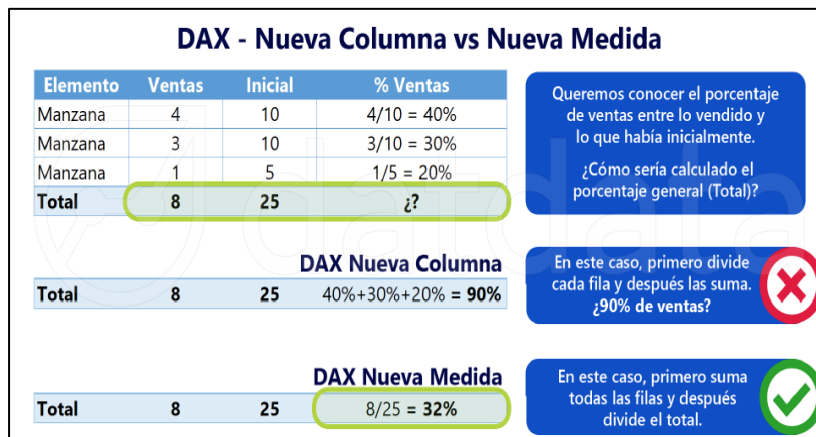 DAX - Nueva Columna vs Nueva Medida
Elemento Ventas Inicial % Ventas
Manzana 4 10 4/10 = 40%
Manzana 3 10 3/10 = 30%
Manzana 1 5 1/5 = 20%
Total 8 25 ¿?
Queremos conocer el porcentaje
de ventas entre lo vendido y
lo que había inicialmente.
¿Cómo sería calculado el
porcentaje general (Total)?
DAX Nueva Columna
Total 8 25 40%+30%+20% = 90%
En este caso, primero divide
cada fila y después las suma.
¿90% de ventas?
DAX Nueva Medida
Total 8 25 8/25 = 32%
En este caso, primero suma
todas las filas y después
divide el total.
datdata